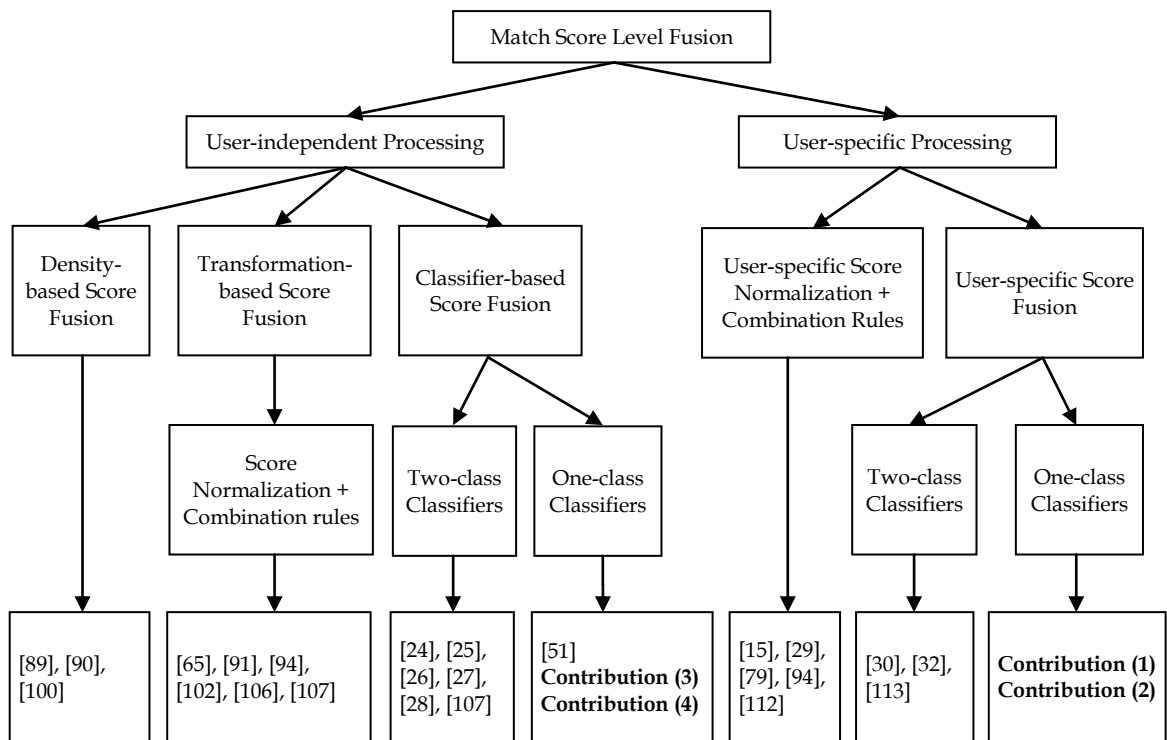 Match Score Level Fusion
User-independent Processing
User-specific Processing
Density-
based Score
Fusion
Transformation-
based Score
Fusion
Classifier-based
Score Fusion
User-specific Score
Normalization +
Combination Rules
User-specific Score
Fusion
Score
Normalization +
Combination rules
Two-class
Classifiers
One-class
Classifiers
Two-class
Classifiers
One-class
Classifiers
[89], [90],
[100]
[65], [91], [94],
[102], [106], [107]
[24], [25],
[26], [27],
[28], [107]
[51]
Contribution (3)
Contribution (4)
[15], [29],
[79], [94],
[112]
[30], [32],
[113]
Contribution (1)
Contribution (2)